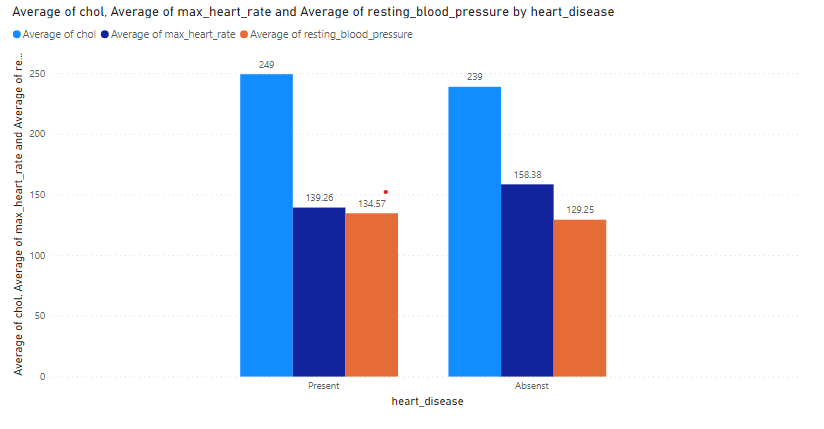 Average of chol, Average of max_heart_rate and Average of resting_blood_pressure by heart_disease
Average of chol Average of max_heart_rate Average of resting_blood_pressure
Average of chol, Average of max_heart_rate and Average of re...
250
200
150
100
50
0
249
139.26
134.57
239
158.38
129.25
Present
Absenst
heart_disease